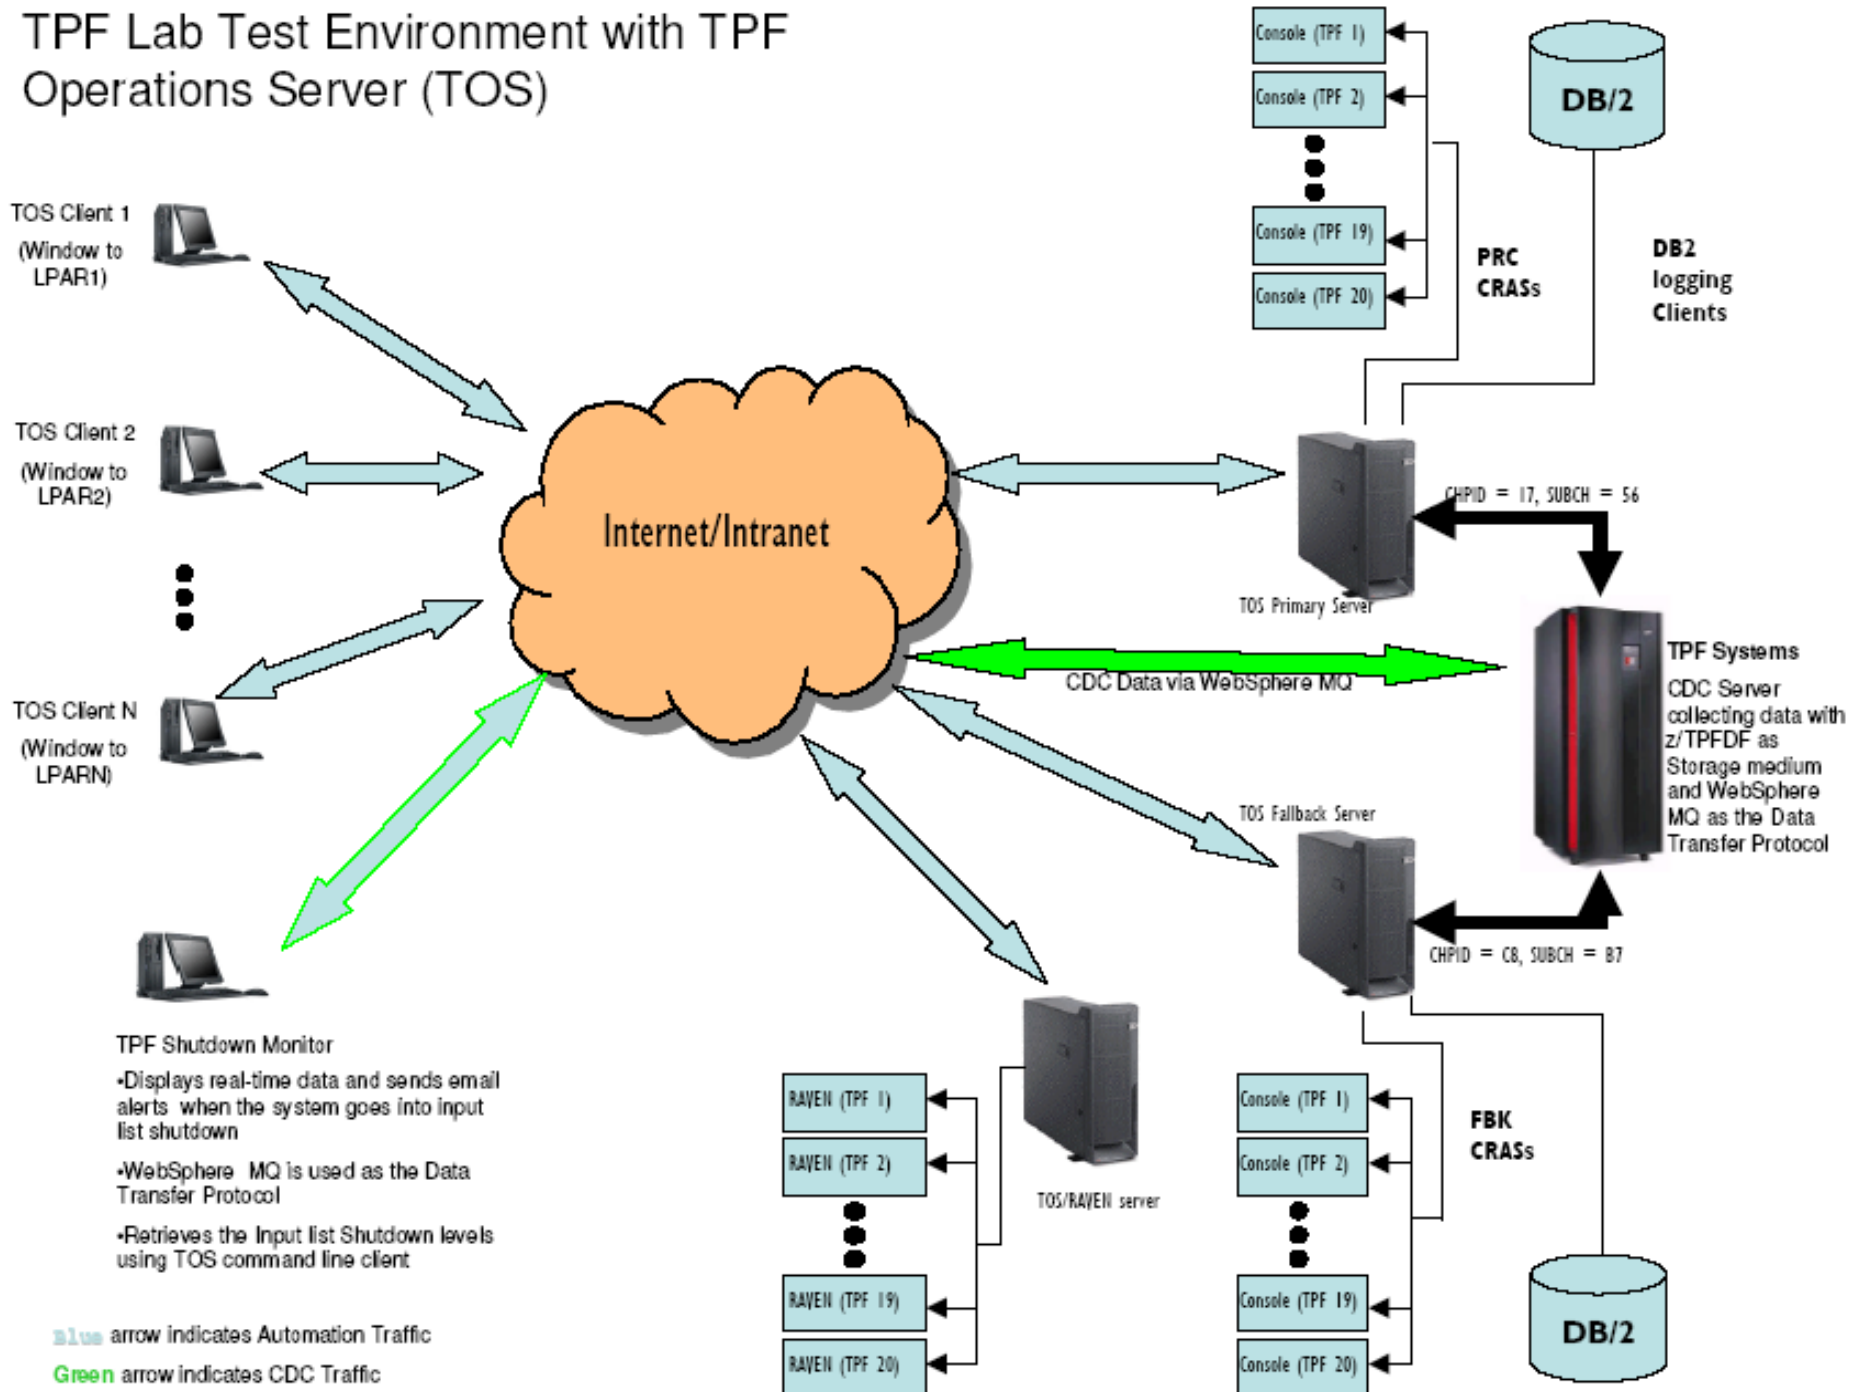 TPF Lab Test Environment with TPF
Operations Server (TOS)
Console (TPF 1)
Console (TPF 2)
Console (TPF 19)
Console (TPF 20)
DB/2
PRC
CRASs
DB2
logging
Clients
TOS Client 1
(Window to
LPAR1)
TOS Client 2
(Window to
LPAR2)
TOS Client N
(Window to
LPARN)
Internet/Intranet
CHPID = 17, SUBCH = 56
TOS Primary Server
CDC Data via WebSphere MQ
TPF Systems
CDC Server
collecting data with
z/TPFDF as
Storage medium
and WebSphere
MQ as the Data
Transfer Protocol
TOS Fallback Server
CHPID = C8, SUBCH = B7
TPF Shutdown Monitor
•Displays real-time data and sends email
alerts when the system goes into input
list shutdown
•WebSphere MQ is used as the Data
Transfer Protocol
•Retrieves the Input list Shutdown levels
using TOS command line client
Blue arrow indicates Automation Traffic
Green arrow indicates CDC Traffic
RAVEN (TPF 1)
RAVEN (TPF 2)
RAVEN (TPF 19)
RAVEN (TPF 20)
TOS/RAVEN server
Console (TPF 1)
Console (TPF 2)
Console (TPF 19)
Console (TPF 20)
FBK
CRASs
DB/2